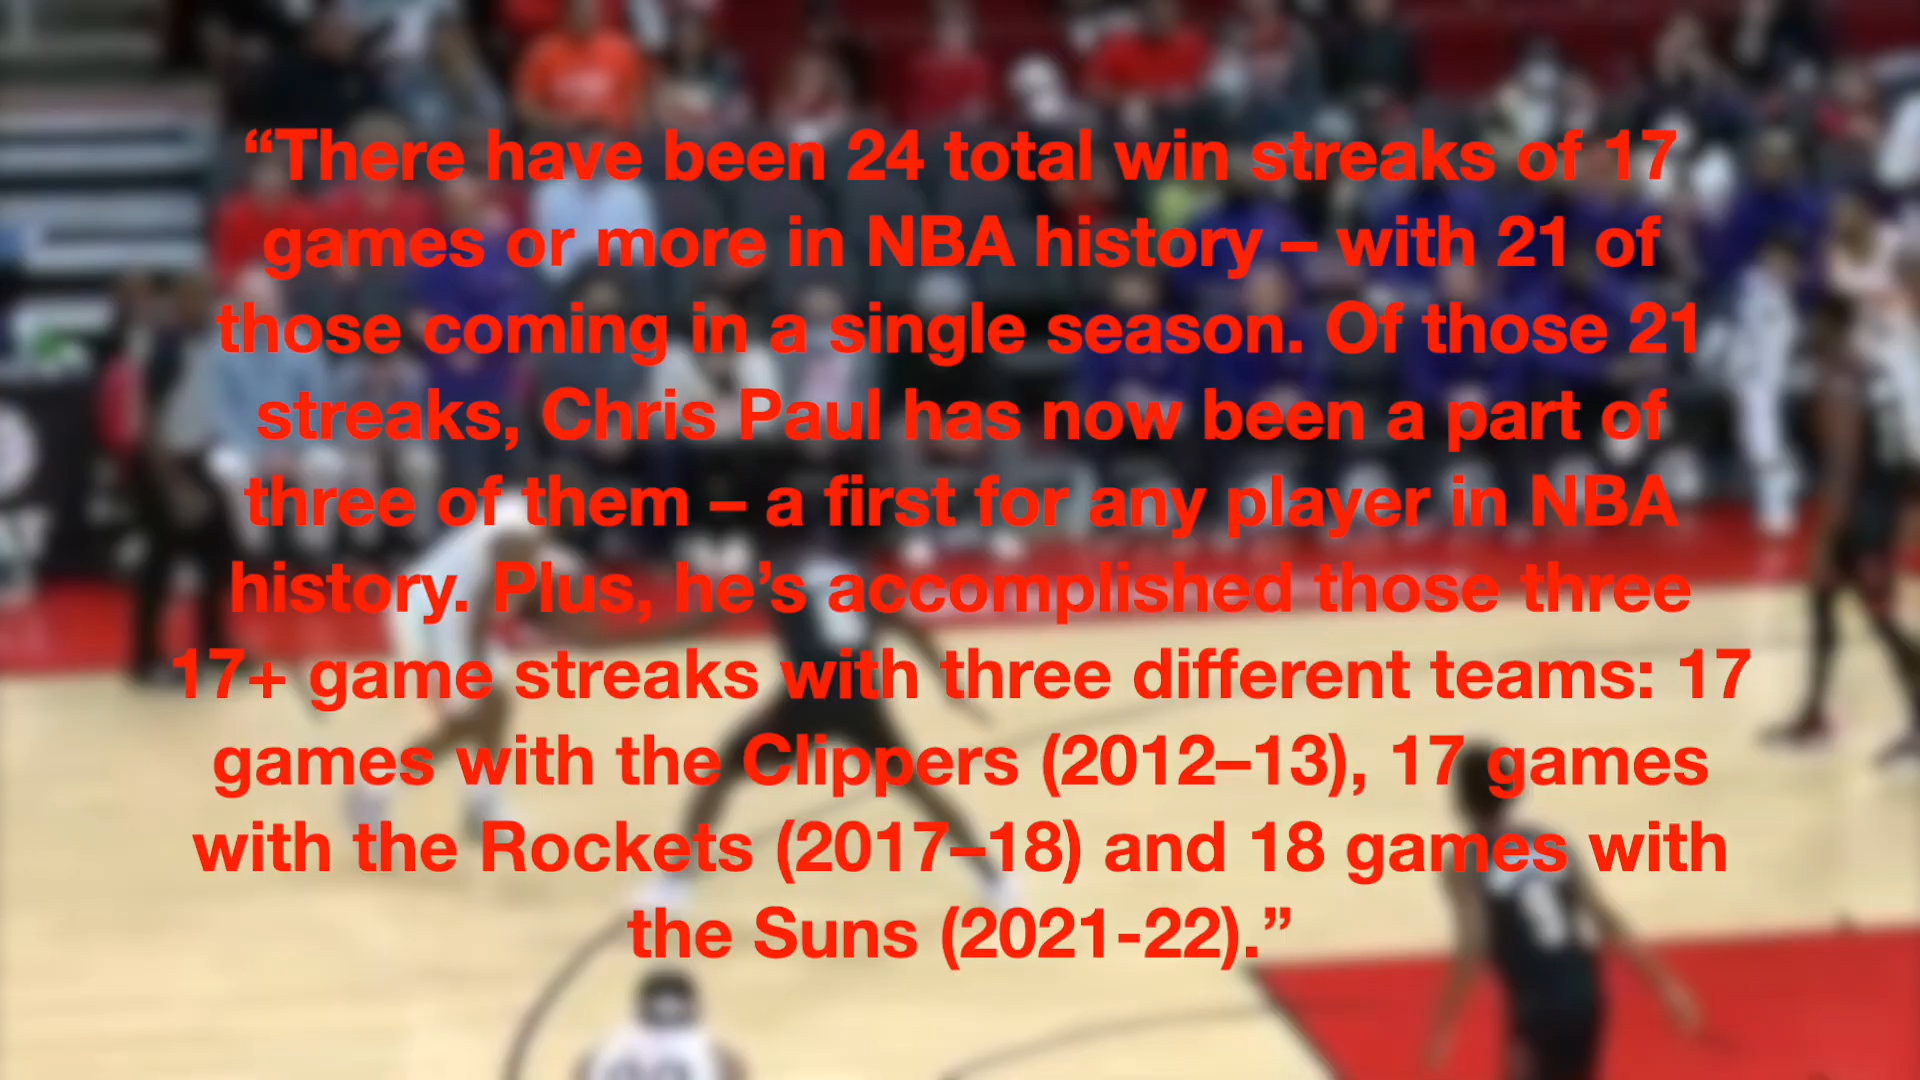 “There have been 24 total win streaks of 17
games or more in NBA history – with 21 of
those coming in a single season. Of those 21
streaks, Chris Paul has now been a part of
three of them – a first for any player in NBA
history. Plus, he’s accomplished those three
17+ game streaks with three different teams: 17
games with the Clippers (2012–13), 17 games
with the Rockets (2017–18) and 18 games with
the Suns (2021-22).”